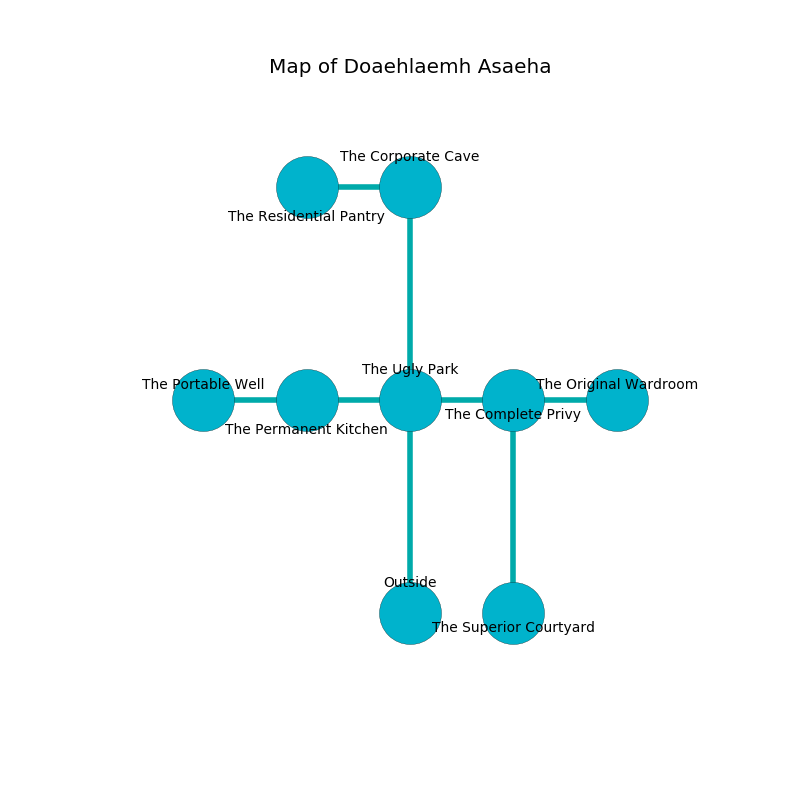 Map of Doaehlaemh Asaeha
The Corporate Cave
The Residential Pantry
The Ugly Park
The Portable Well
The Original Wardroom
The Complete Privy
The Permanent Kitchen
Outside
The Superior Courtyard